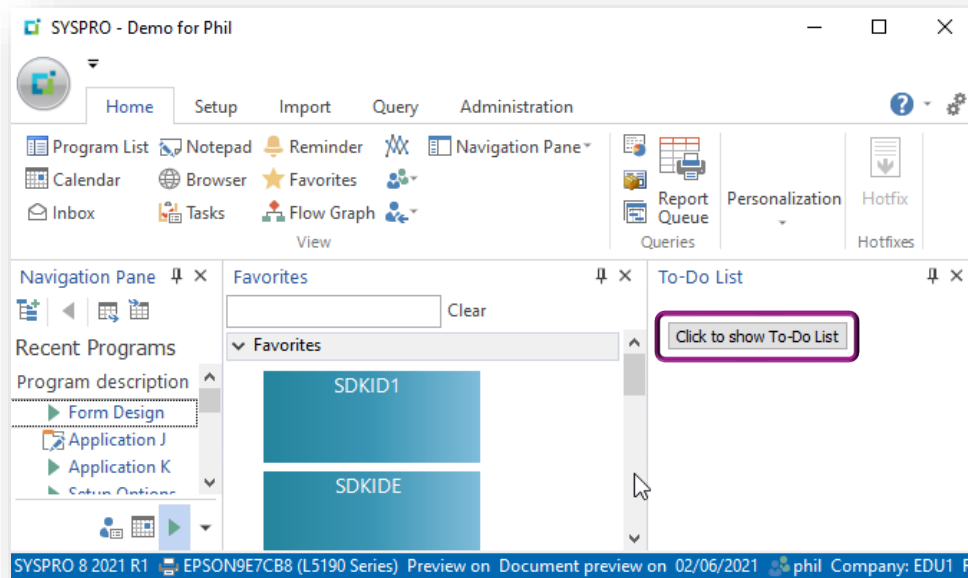 SYSPRO - Demo for Phil
Home Setup Import Query Administration
Program List Notepad Reminder Navigation Pane
Calendar Browser Favorites
Inbox Tasks Flow Graph
Report Queue
Personalization
Hotfix
View Queries Hotfixes
Navigation Pane Favorites To-Do List
Clear
Recent Programs
Favorites
Click to show To-Do List
Program description
SDKID1
Form Design
Application J
Application K
Setup Options
SDKIDE
SYSPRO 8 2021 R1 EPSON9E7CB8 (L5190 Series) Preview on Document preview on 02/06/2021 phil Company: EDU1